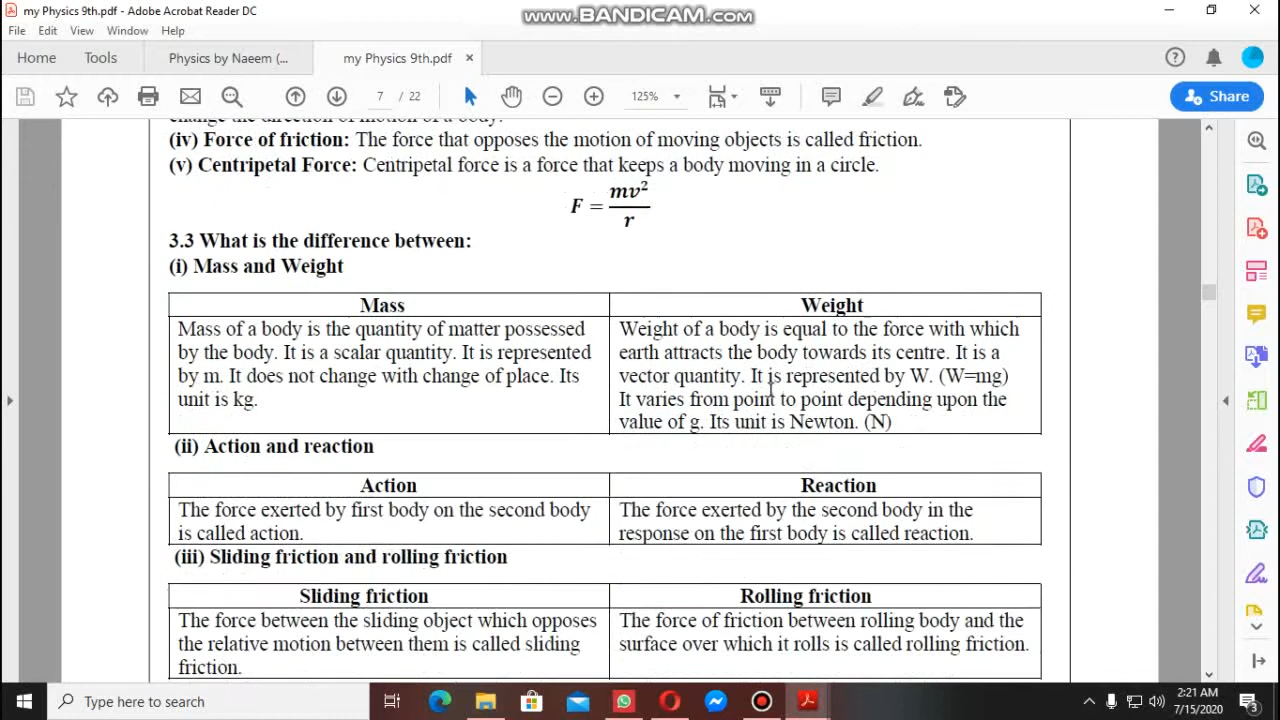 my Physics 9th.pdf - Adobe Acrobat Reader DC
www.BANDICAM.com
File Edit View Window Help
Home Tools Physics by Naeem (... my Physics 9th.pdf ×
7 / 22 125% Share
change the direction of motion of a body.
(iv) Force of friction: The force that opposes the motion of moving objects is called friction.
(v) Centripetal Force: Centripetal force is a force that keeps a body moving in a circle.
F = mv²/r
3.3 What is the difference between:
(i) Mass and Weight
Mass
Mass of a body is the quantity of matter possessed
by the body. It is a scalar quantity. It is represented
by m. It does not change with change of place. Its
unit is kg.
Weight
Weight of a body is equal to the force with which
earth attracts the body towards its centre. It is a
vector quantity. It is represented by W. (W=mg)
It varies from point to point depending upon the
value of g. Its unit is Newton. (N)
(ii) Action and reaction
Action
The force exerted by first body on the second body
is called action.
Reaction
The force exerted by the second body in the
response on the first body is called reaction.
(iii) Sliding friction and rolling friction
Sliding friction
The force between the sliding object which opposes
the relative motion between them is called sliding
friction.
Rolling friction
The force of friction between rolling body and the
surface over which it rolls is called rolling friction.
Type here to search
2:21 AM
7/15/2020
3